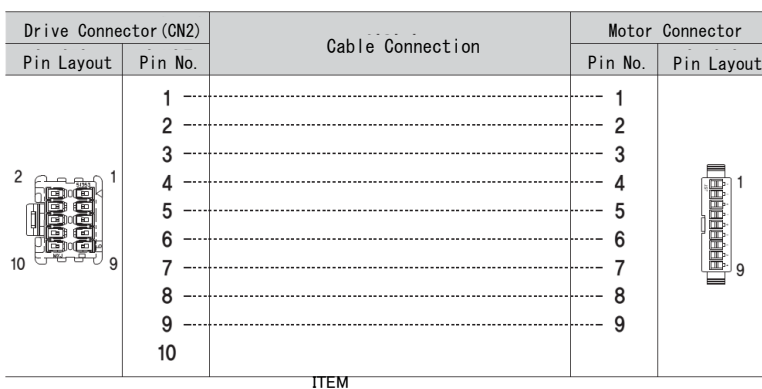 Drive Connector(CN2)
Cable Connection
Motor Connector
Pin Layout
Pin No.
Pin No.
Pin Layout
1 1
2 2
3 3
4 4
5 5
6 6
7 7
8 8
9 9
10
2 1
51353
10 9
1
9
ITEM